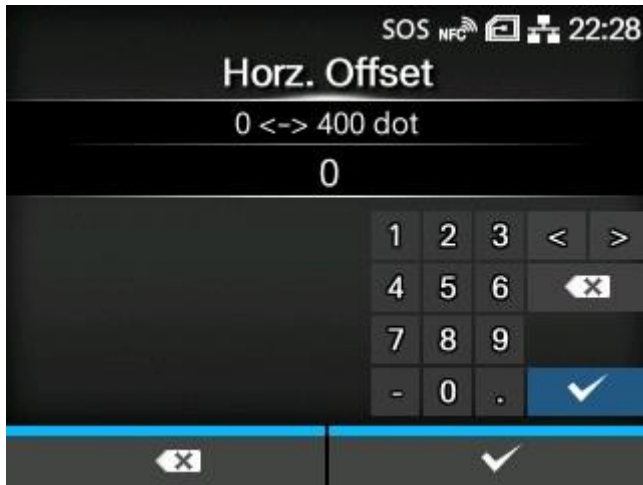 SOS NFC 22:28
Horz. Offset
0 <-> 400 dot
0
1 2 3 < >
4 5 6
7 8 9
- 0 .